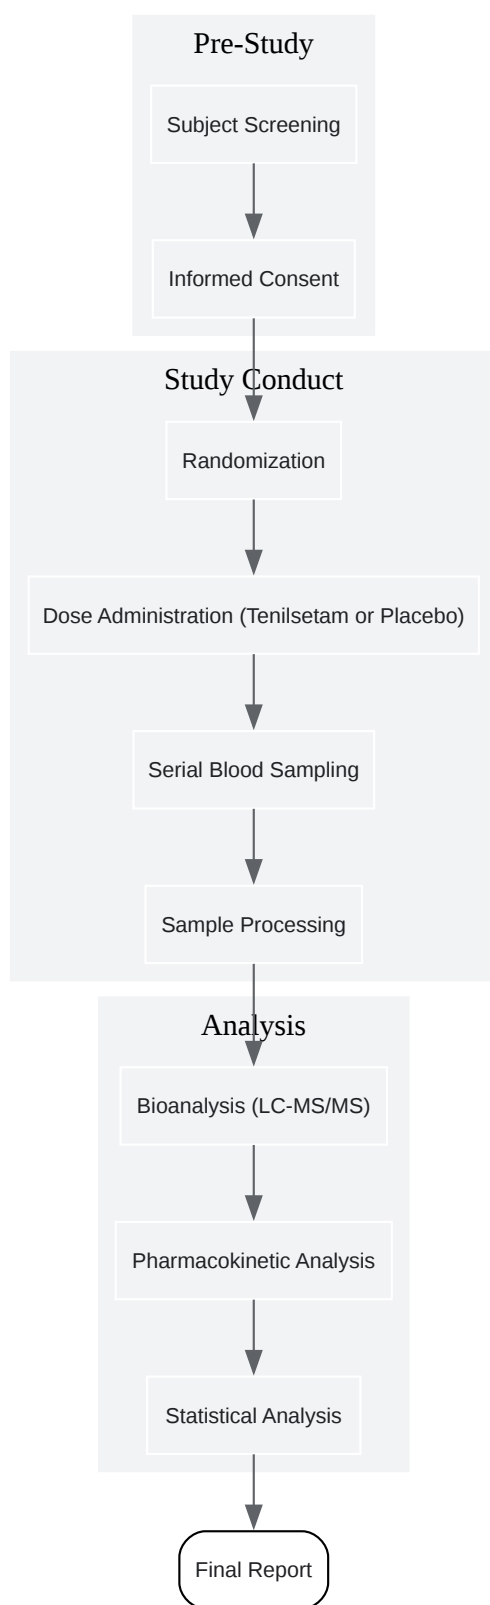 Pre-Study
Subject Screening
Informed Consent
Study Conduct
Randomization
Dose Administration (Tenilsetam or Placebo)
Serial Blood Sampling
Sample Processing
Analysis
Bioanalysis (LC-MS/MS)
Pharmacokinetic Analysis
Statistical Analysis
Final Report